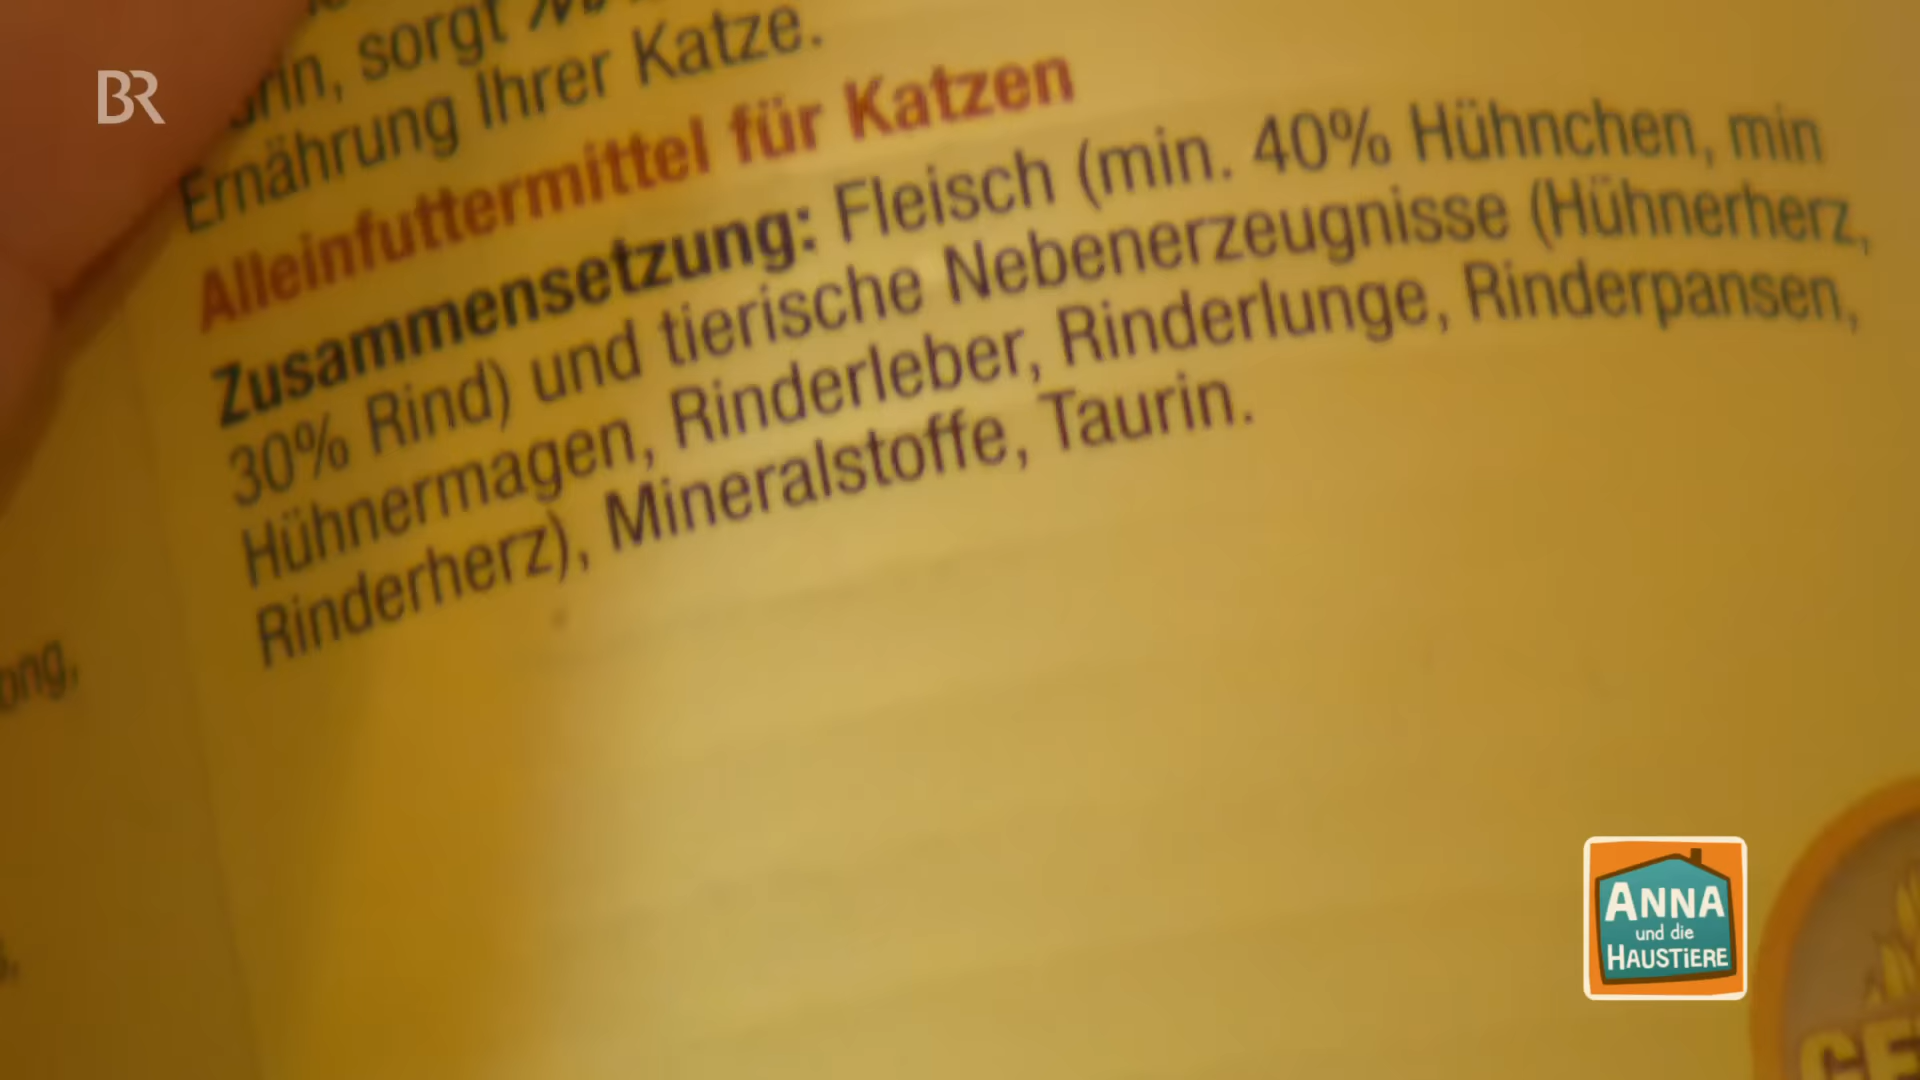 BR
sorgt
Ernährung Ihrer Katze.
Alleinfuttermittel für Katzen
Zusammensetzung: Fleisch (min. 40% Hühnchen, min
30% Rind) und tierische Nebenerzeugnisse (Hühnerherz,
Hühnermagen, Rinderleber, Rinderlunge, Rinderpansen,
Rinderherz), Mineralstoffe, Taurin.
ANNA
und die
HAUSTiERE